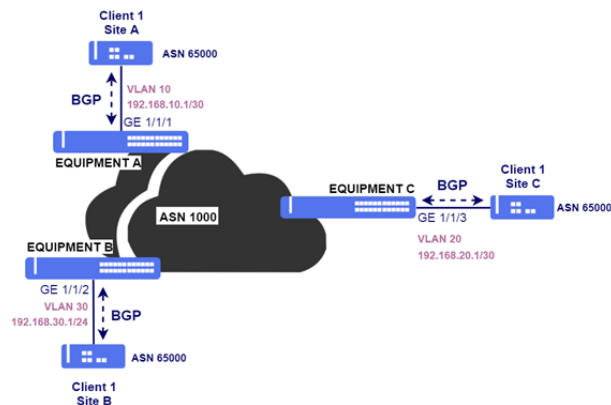 Client 1
Site A
ASN 65000
BGP
VLAN 10
192.168.10.1/30
GE 1/1/1
EQUIPMENT A
ASN 1000
EQUIPMENT C
BGP
Client 1
Site C
ASN 65000
GE 1/1/3
VLAN 20
192.168.20.1/30
EQUIPMENT B
GE 1/1/2
VLAN 30
192.168.30.1/24
BGP
ASN 65000
Client 1
Site B